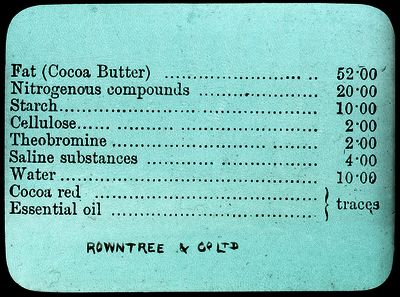 Fat (Cocoa Butter) ............................... .. 52·00
Nitrogenous compounds ........................ 20·00
Starch.................................................... 10·00
Cellulose...... ....................................... 2·00
Theobromine ....................................... 2·00
Saline substances ................................ 4·00
Water .................................................. 10·00
Cocoa red ............................................ } traces
Essential oil .........................................
ROWNTREE & CO LTD